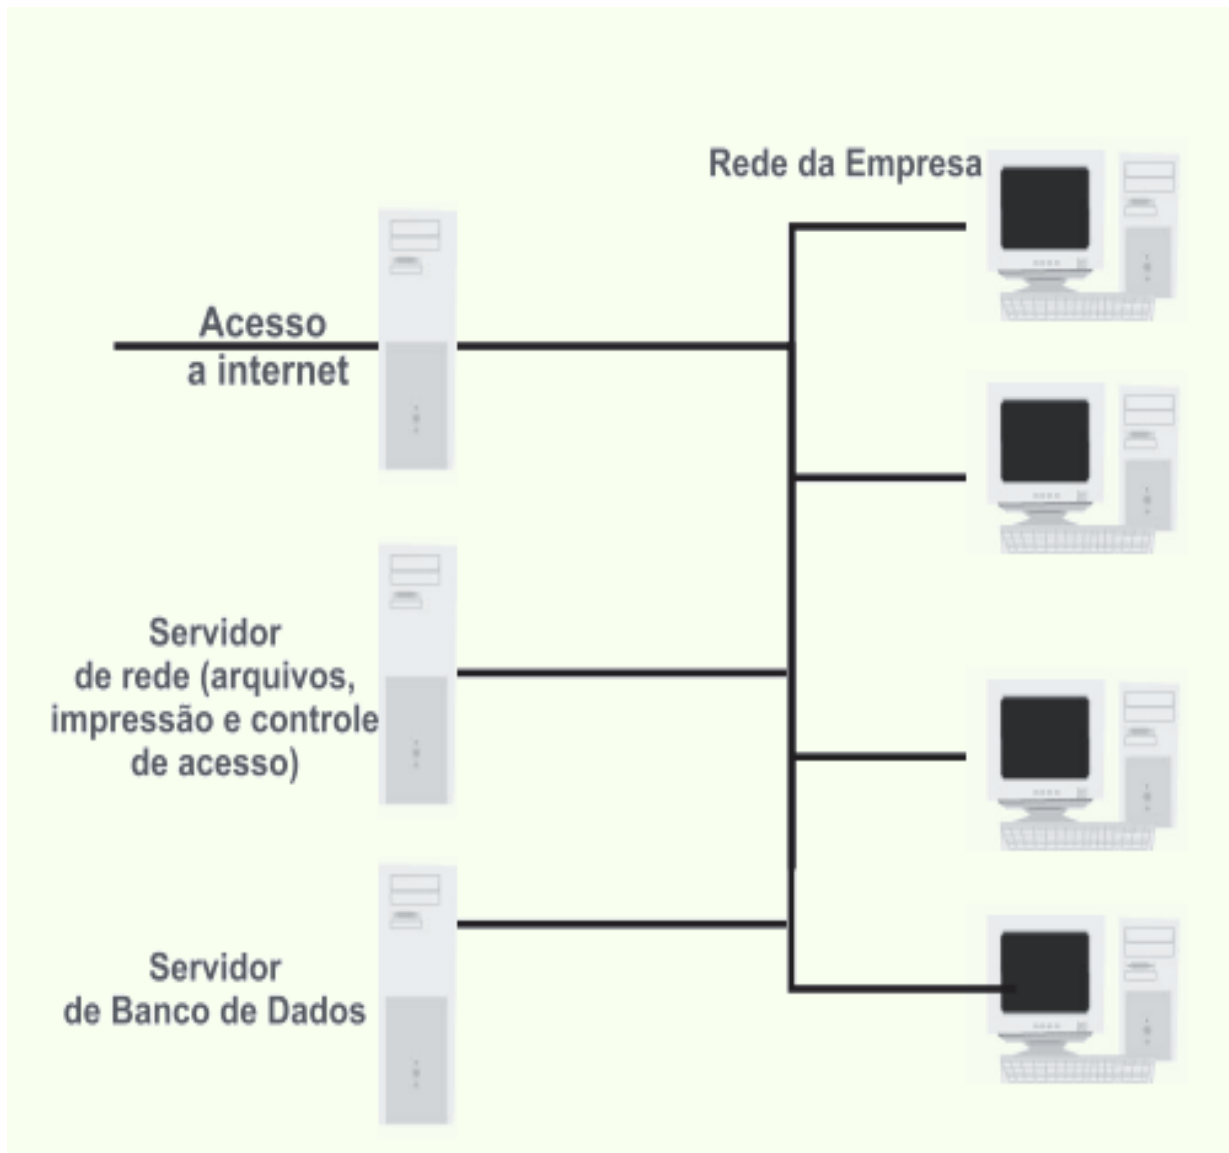 Rede da Empresa
Acesso
a internet
Servidor
de rede (arquivos,
impressão e controle
de acesso)
Servidor
de Banco de Dados